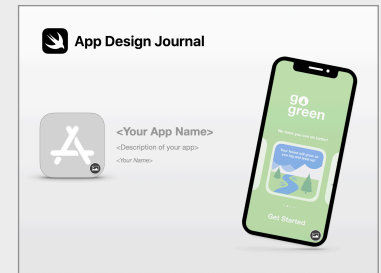 App Design Journal
<Your App Name>
<Description of your app>
<Your Name>
go
green
Get Started